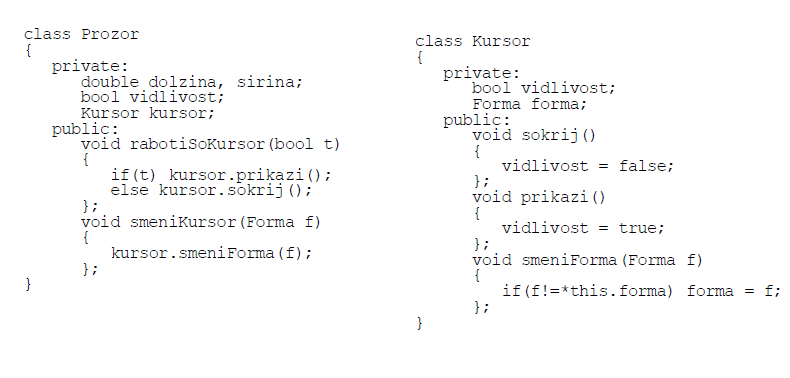 class Prozor
{
private:
double dolzina, sirina;
bool vidlivost;
Kursor kursor;
public:
void rabotiSoKursor(bool t)
{
if(t) kursor.prikazi();
else kursor.sokrij();
};
void smeniKursor(Forma f)
{
kursor.smeniForma(f);
};
}
class Kursor
{
private:
bool vidlivost;
Forma forma;
public:
void sokrij()
{
vidlivost = false;
};
void prikazi()
{
vidlivost = true;
};
void smeniForma(Forma f)
{
if(f!=*this.forma) forma = f;
};
}